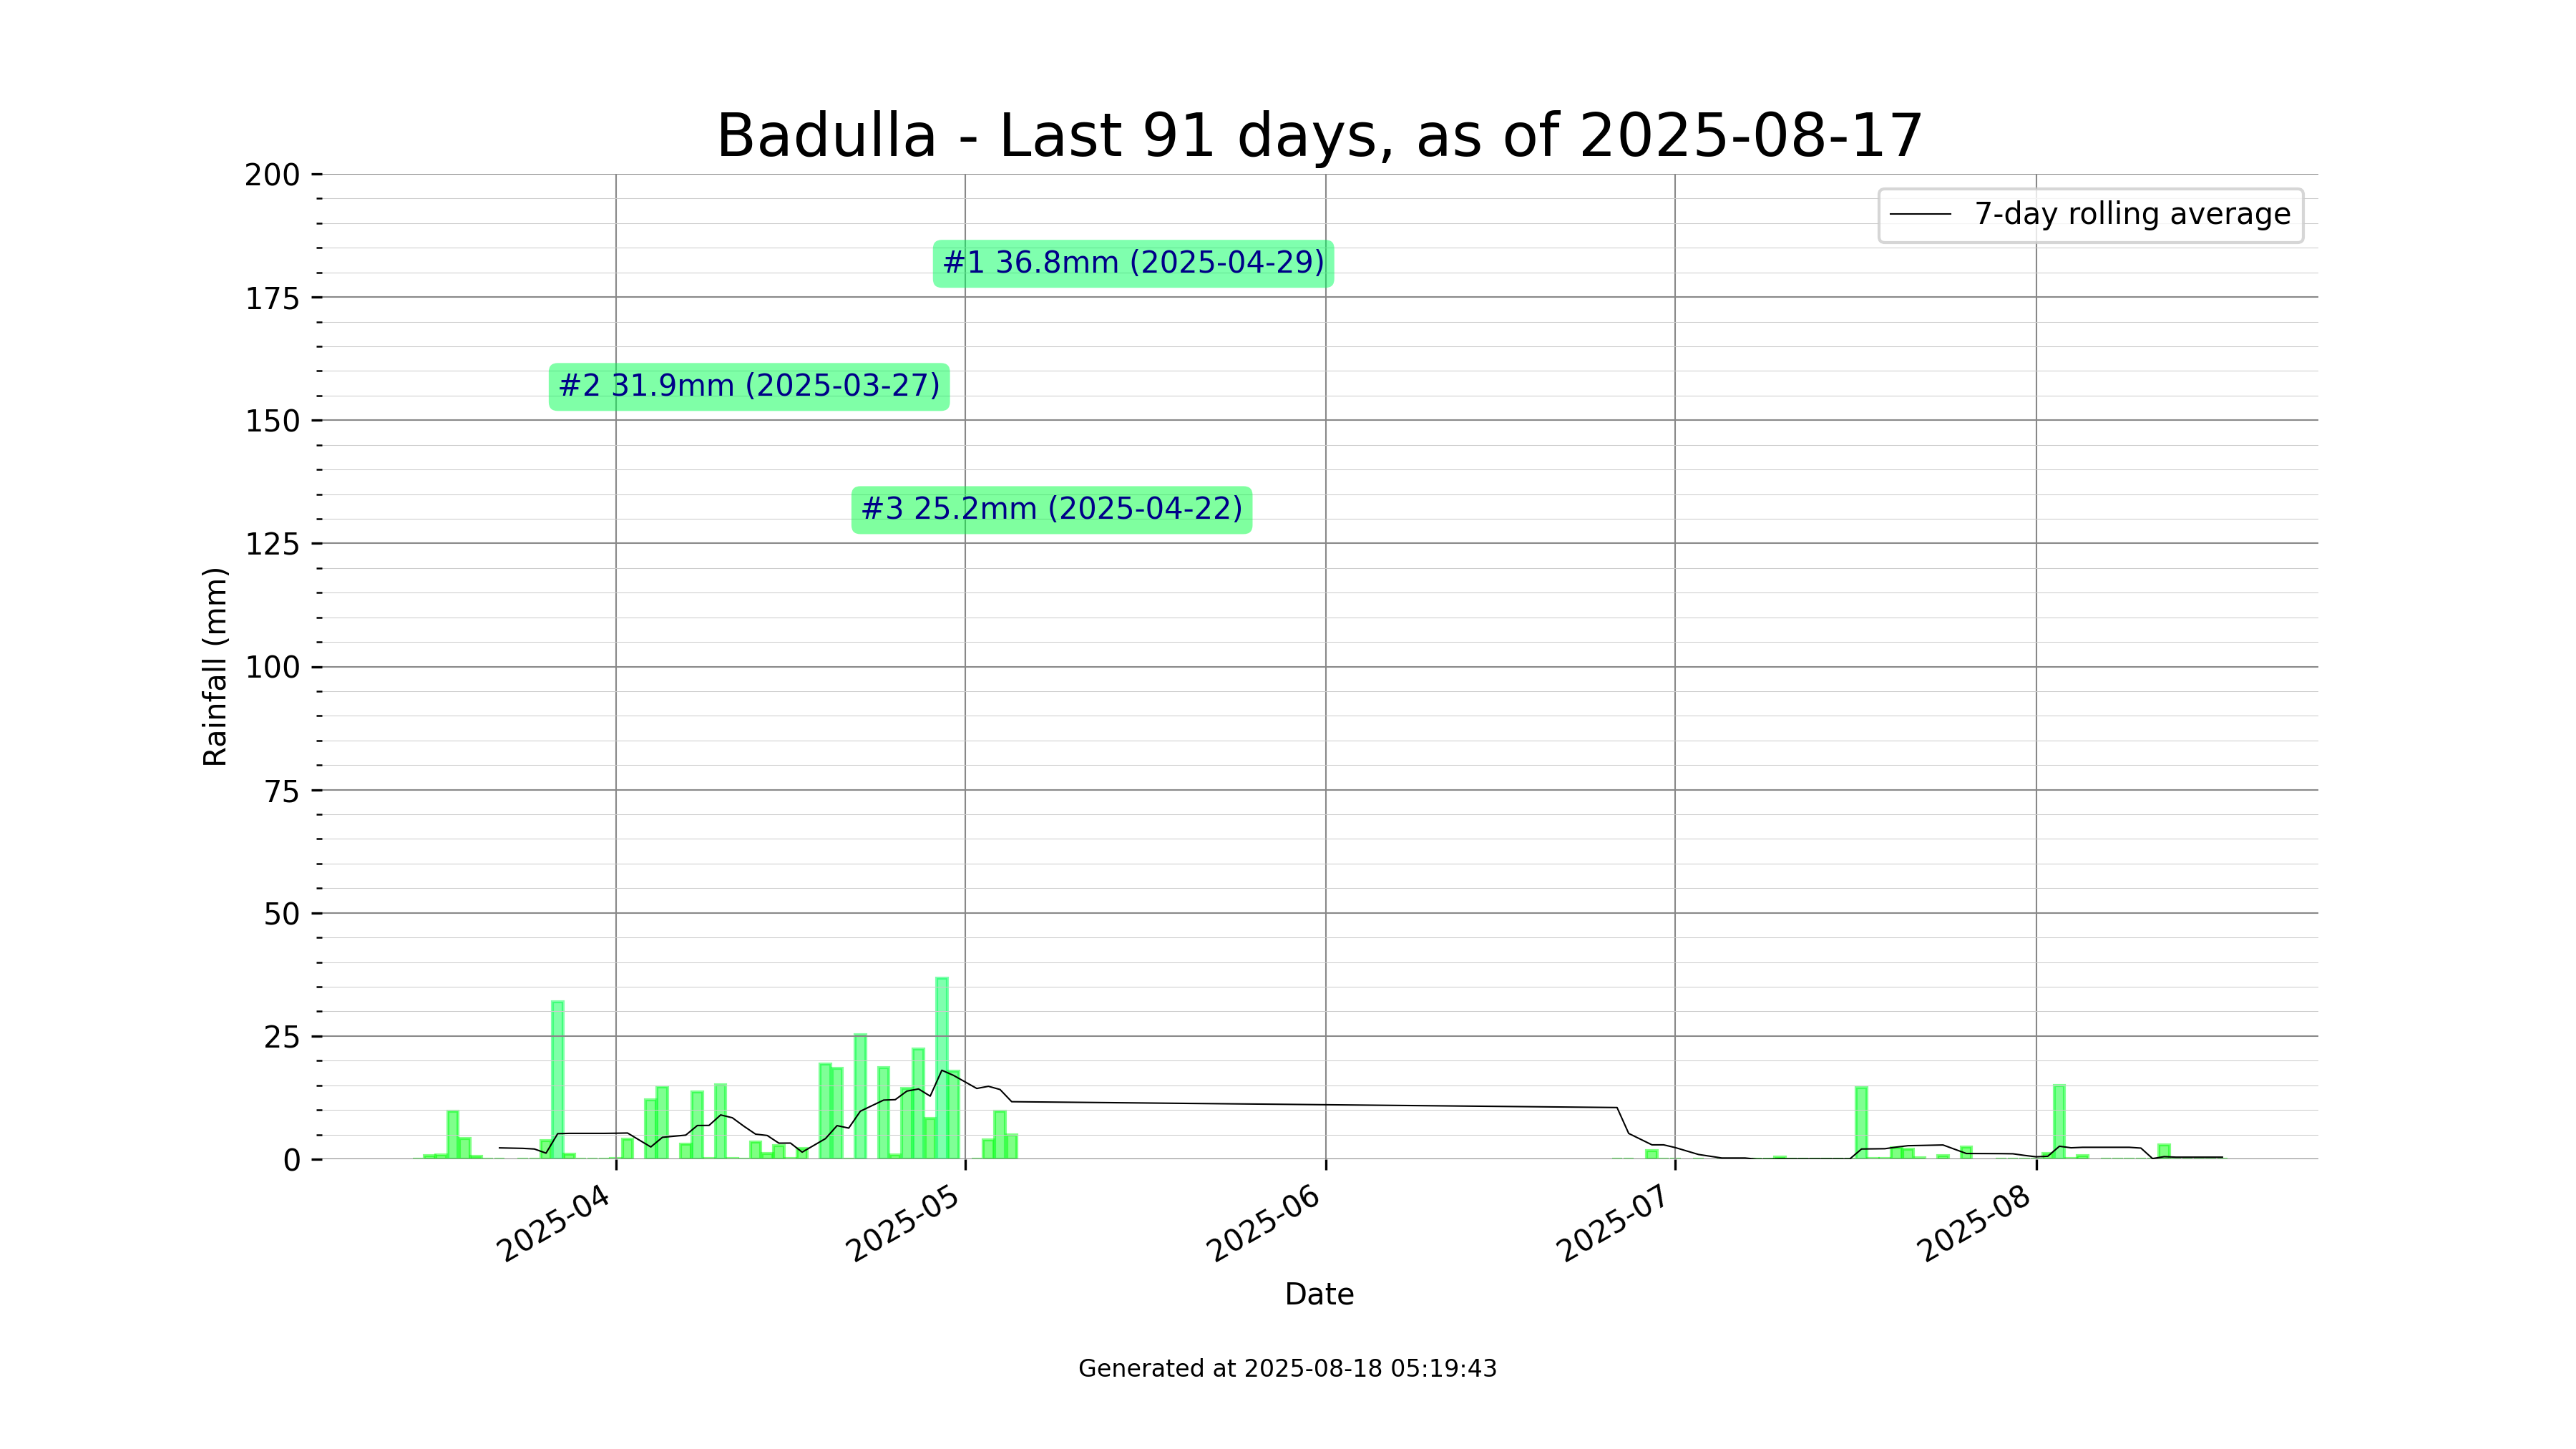 Badulla - Last 91 days, as of 2025-08-17
200
175
150
125
100
75
50
25
0
Rainfall (mm)
7-day rolling average
#1 36.8mm (2025-04-29)
#2 31.9mm (2025-03-27)
#3 25.2mm (2025-04-22)
2025-04
2025-05
2025-06
2025-07
2025-08
Date
Generated at 2025-08-18 05:19:43